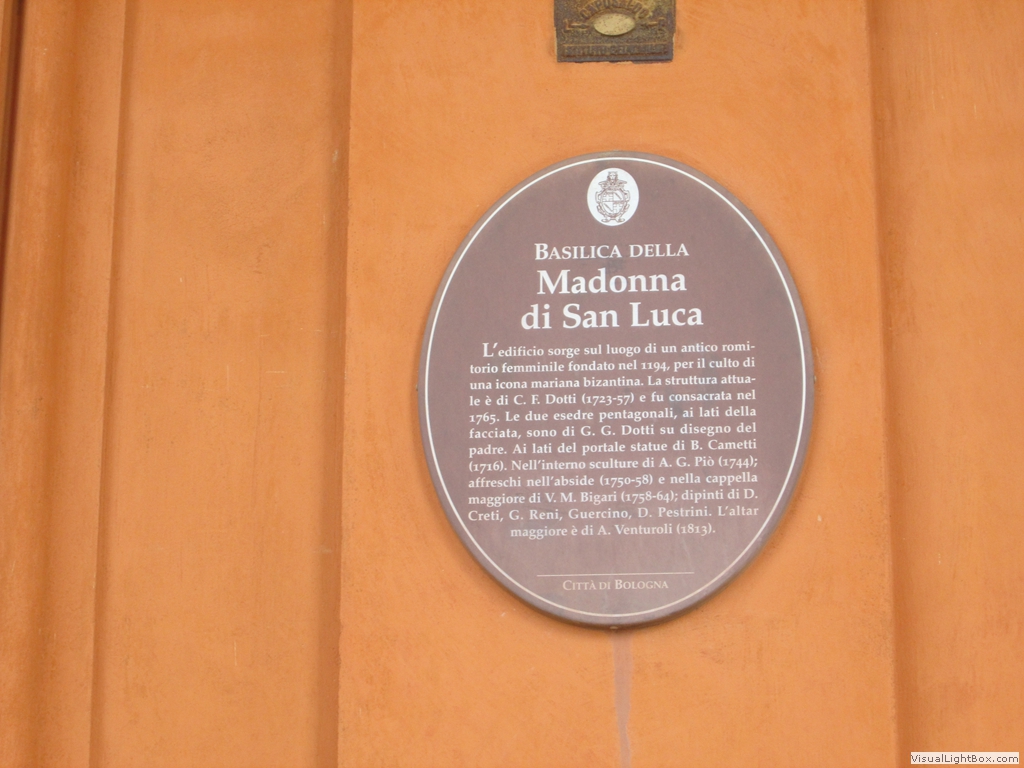 BASILICA DELLA
Madonna
di San Luca
L'edificio sorge sul luogo di un antico romi-
torio femminile fondato nel 1194, per il culto di
una icona mariana bizantina. La struttura attua-
le è di C. F. Dotti (1723-57) e fu consacrata nel
1765. Le due esedre pentagonali, ai lati della
facciata, sono di G. G. Dotti su disegno del
padre. Ai lati del portale statue di B. Cametti
(1716). Nell'interno sculture di A. G. Piò (1744);
affreschi nell'abside (1750-58) e nella cappella
maggiore di V. M. Bigari (1758-64); dipinti di D.
Creti, G. Reni, Guercino, D. Pestrini. L'altar
maggiore è di A. Venturoli (1813).
CITTÀ DI BOLOGNA
VisualLightBox.com